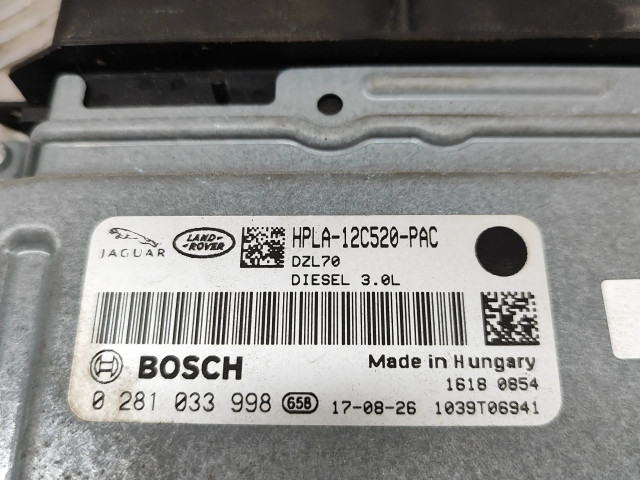 JAGUAR
LAND-
ROVER
HPLA-12C520-PAC
DZL70
DIESEL 3.0L
BOSCH
Made in Hungary
1618 0854
0 281 033 998 65B 17-08-26 1039T06941